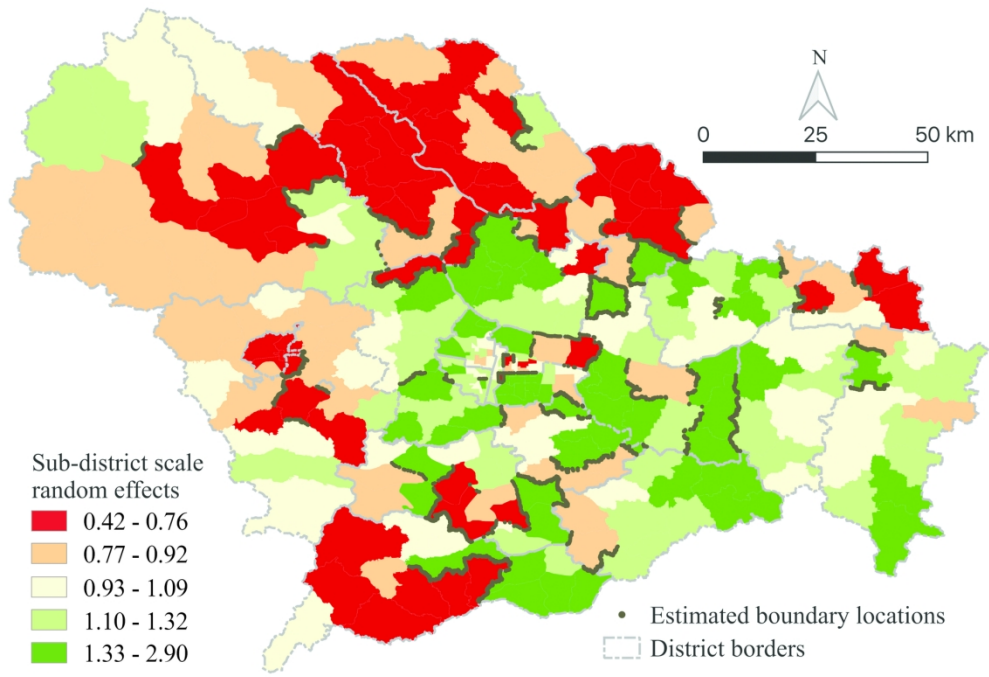 N
0 25 50 km
Sub-district scale
random effects
0.42 - 0.76
0.77 - 0.92
0.93 - 1.09
1.10 - 1.32
1.33 - 2.90
Estimated boundary locations
District borders